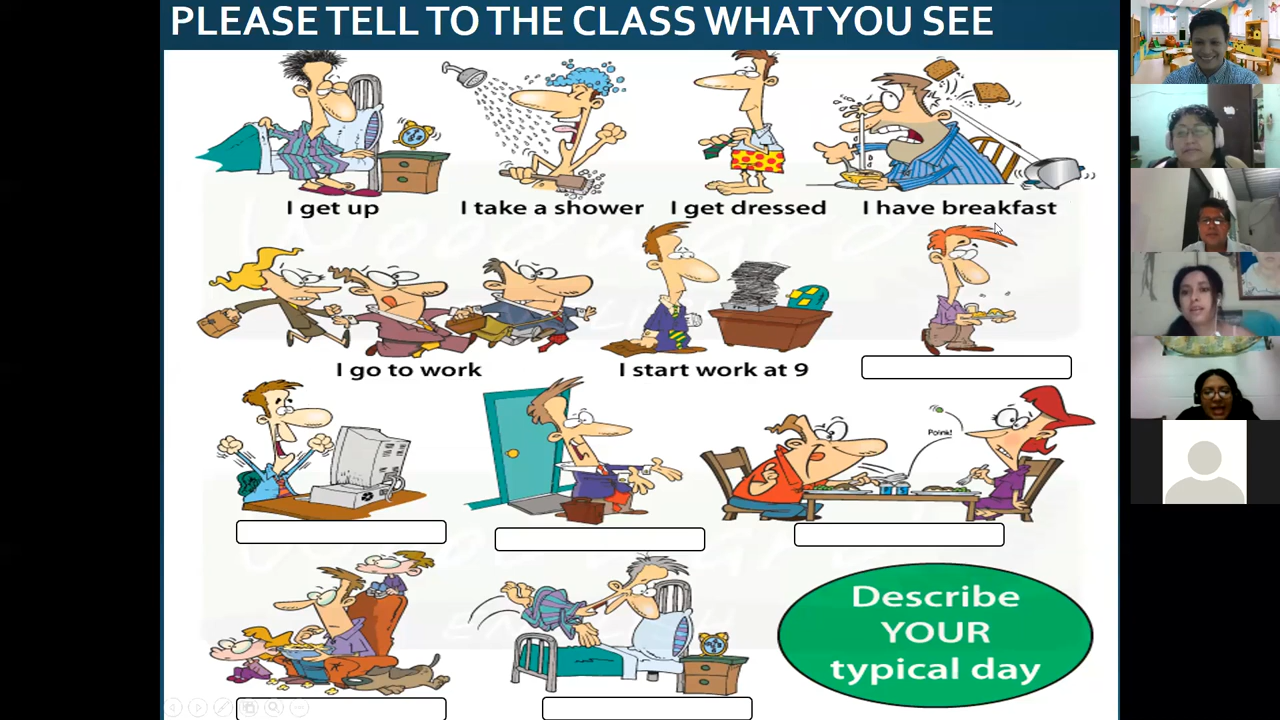 PLEASE TELL TO THE CLASS WHAT YOU SEE
I get up
I take a shower
I get dressed
I have breakfast
I go to work
I start work at 9
Poink!
Describe
YOUR
typical day